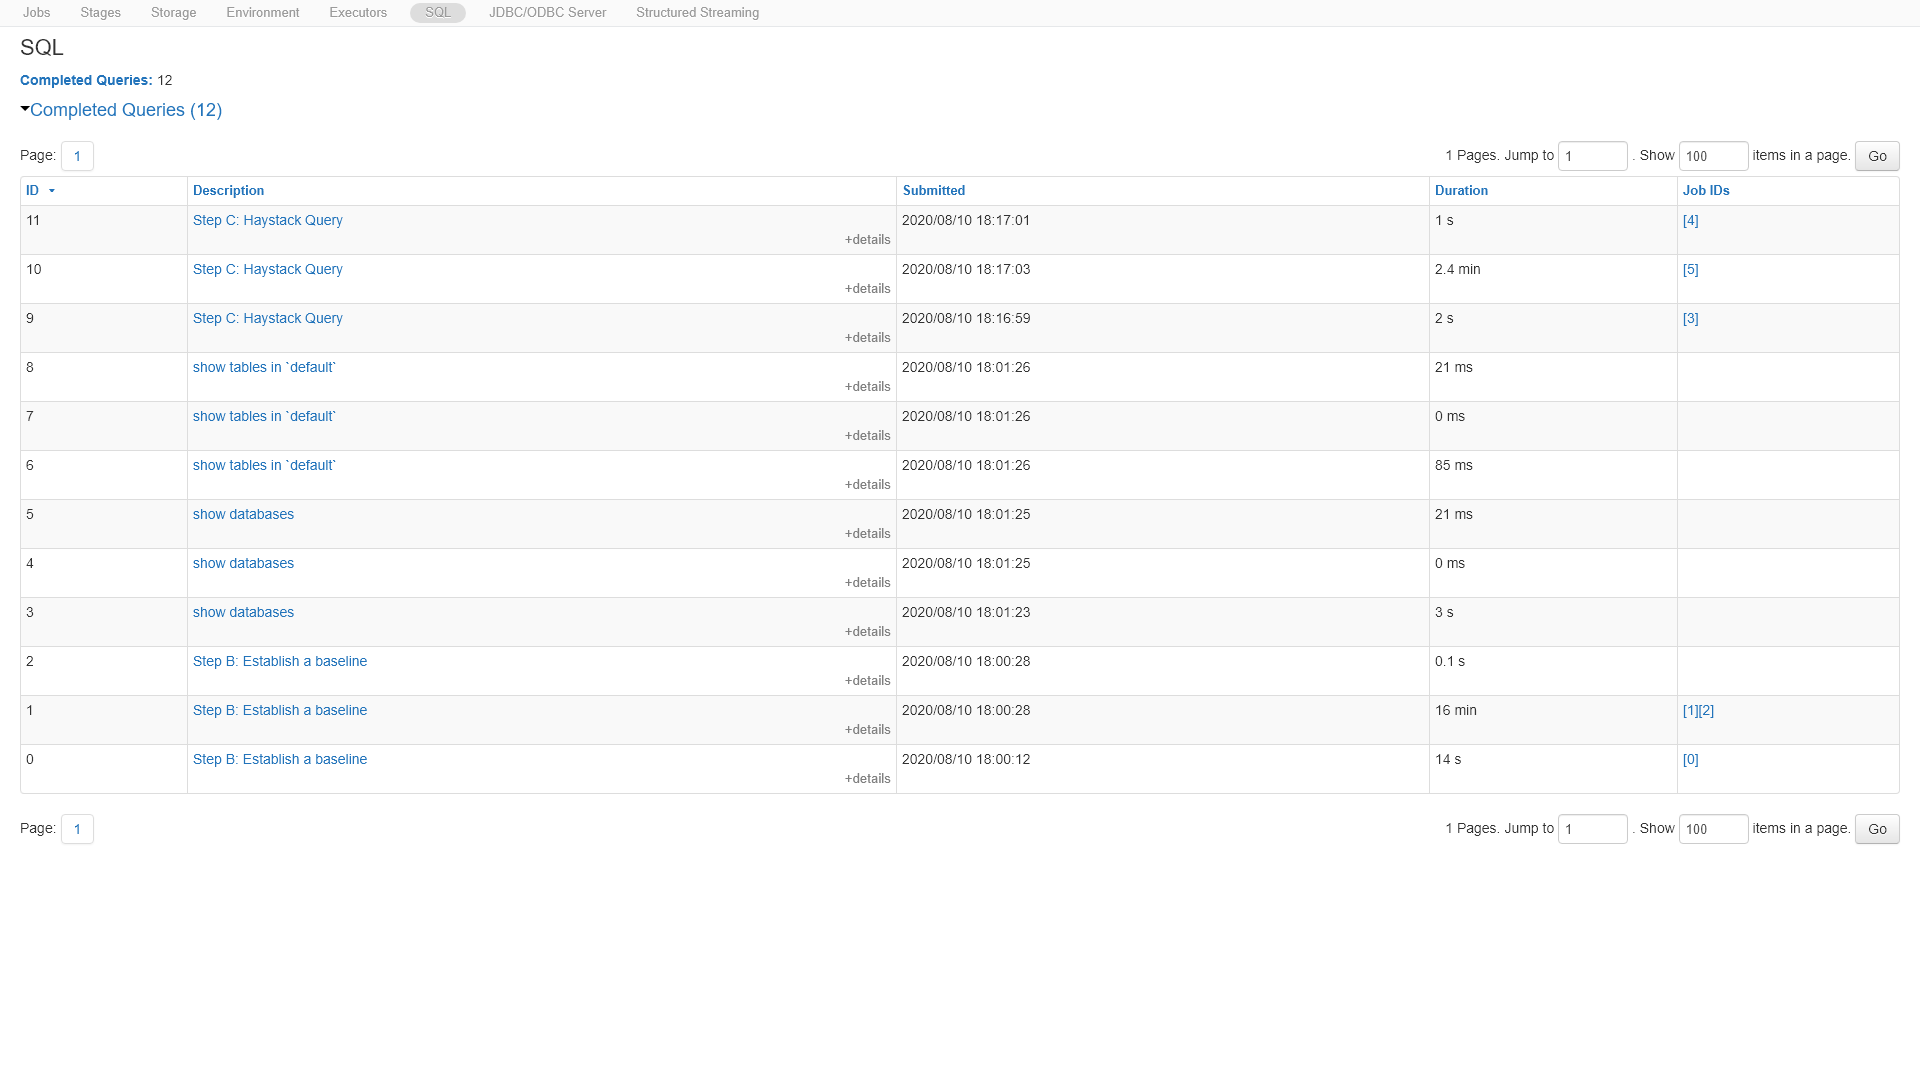 Jobs Stages Storage Environment Executors SQL JDBC/ODBC Server Structured Streaming
SQL
Completed Queries: 12
Completed Queries (12)
Page: 1 1 Pages. Jump to 1 . Show 100 items in a page. Go
ID Description Submitted Duration Job IDs
11 Step C: Haystack Query 2020/08/10 18:17:01 1 s [4]
+details
10 Step C: Haystack Query 2020/08/10 18:17:03 2.4 min [5]
+details
9 Step C: Haystack Query 2020/08/10 18:16:59 2 s [3]
+details
8 show tables in `default` 2020/08/10 18:01:26 21 ms
+details
7 show tables in `default` 2020/08/10 18:01:26 0 ms
+details
6 show tables in `default` 2020/08/10 18:01:26 85 ms
+details
5 show databases 2020/08/10 18:01:25 21 ms
+details
4 show databases 2020/08/10 18:01:25 0 ms
+details
3 show databases 2020/08/10 18:01:23 3 s
+details
2 Step B: Establish a baseline 2020/08/10 18:00:28 0.1 s
+details
1 Step B: Establish a baseline 2020/08/10 18:00:28 16 min [1][2]
+details
0 Step B: Establish a baseline 2020/08/10 18:00:12 14 s [0]
+details
Page: 1 1 Pages. Jump to 1 . Show 100 items in a page. Go